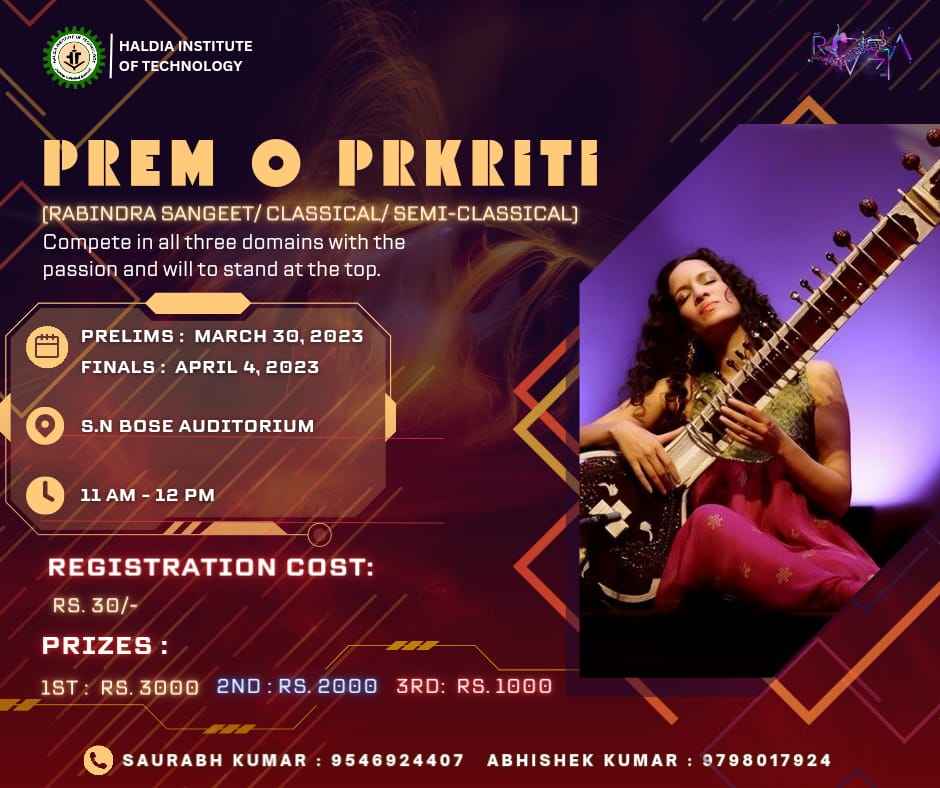 HALDIA INSTITUTE
OF TECHNOLOGY
PREM O PRKRITI
(RABINDRA SANGEET/ CLASSICAL/ SEMI-CLASSICAL)
Compete in all three domains with the
passion and will to stand at the top.
PRELIMS : MARCH 30, 2023
FINALS : APRIL 4, 2023
S.N BOSE AUDITORIUM
11 AM - 12 PM
REGISTRATION COST:
RS. 30/-
PRIZES :
1ST : RS. 3000 2ND : RS. 2000 3RD: RS. 1000
SAURABH KUMAR : 9546924407 ABHISHEK KUMAR : 9798017924